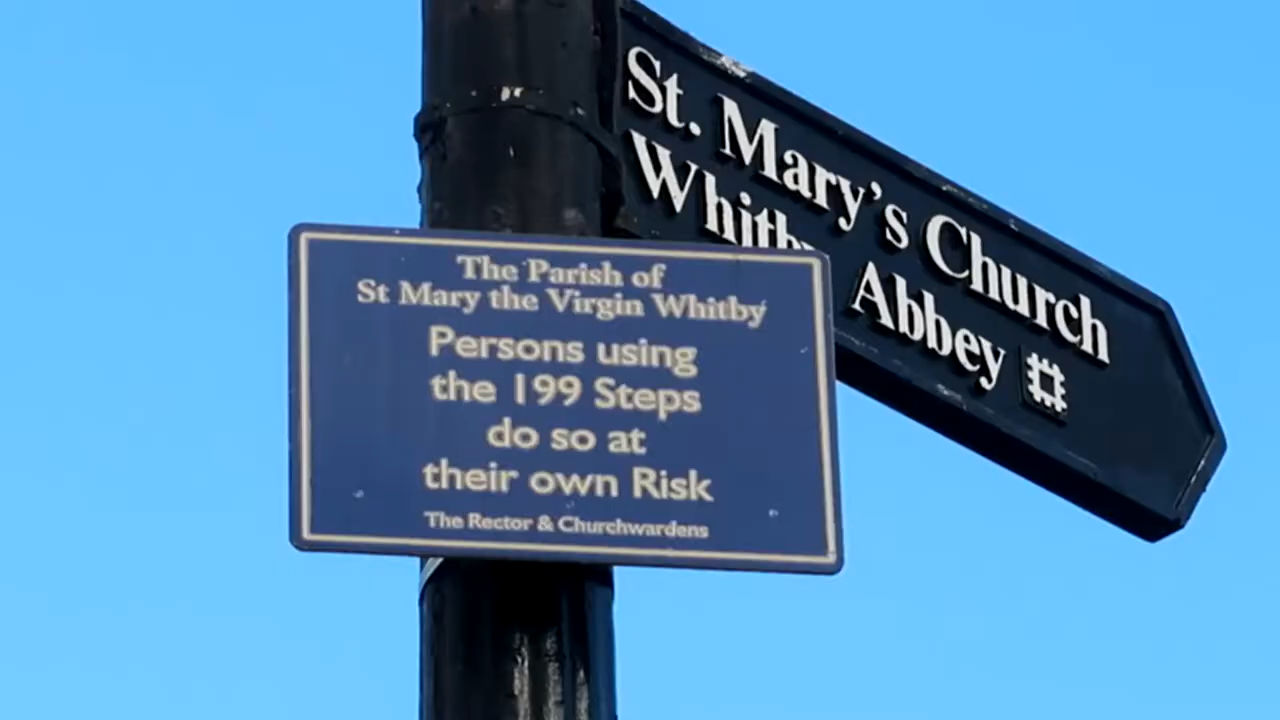 St. Mary's Church
Whitby Abbey
The Parish of
St Mary the Virgin Whitby
Persons using
the 199 Steps
do so at
their own Risk
The Rector & Churchwardens